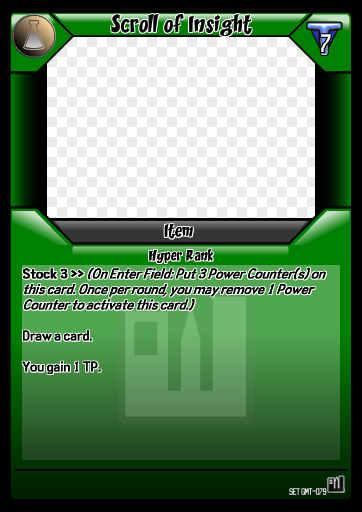 Scroll of Insight
7
Item
Hyper Rank
Stock 3 >> (On Enter Field: Put 3 Power Counter(s) on
this card. Once per round, you may remove 1 Power
Counter to activate this card.)
Draw a card.
You gain 1 TP.
SET GMT-079